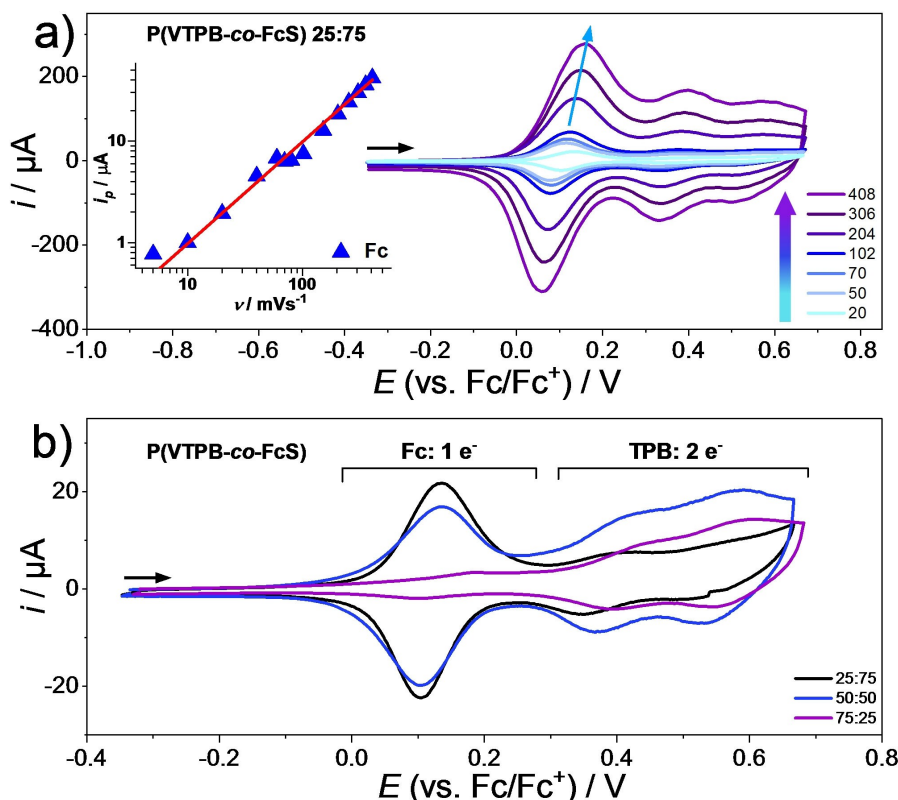 a)
P(VTPB-co-FcS) 25:75
i / µA
200
0
-200
-400
-1.0 -0.8 -0.6 -0.4 -0.2 0.0 0.2 0.4 0.6 0.8
E (vs. Fc/Fc⁺) / V
iₚ / µA
10
1
10 100
ν / mVs⁻¹
Fc
408
306
204
102
70
50
20
b)
P(VTPB-co-FcS)
Fc: 1 e⁻
TPB: 2 e⁻
i / µA
20
0
-20
-0.4 -0.2 0.0 0.2 0.4 0.6 0.8
E (vs. Fc/Fc⁺) / V
25:75
50:50
75:25